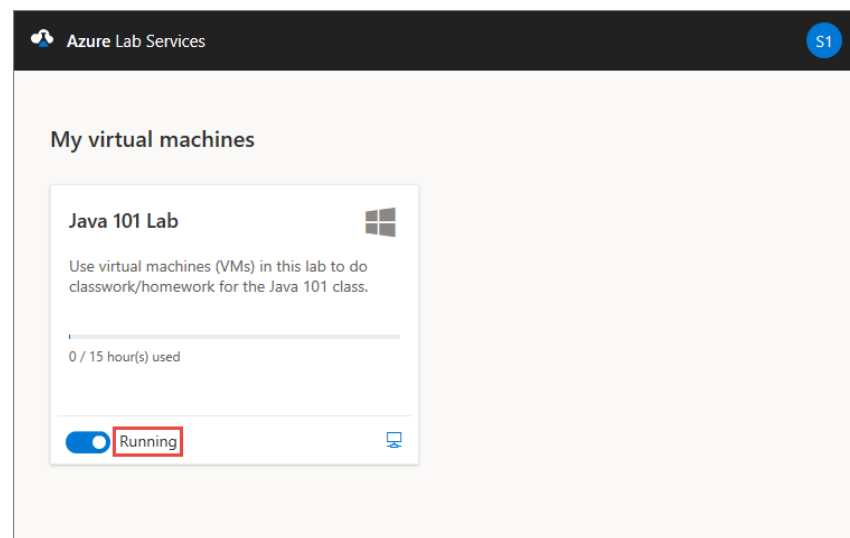 Azure Lab Services
S1
My virtual machines
Java 101 Lab
Use virtual machines (VMs) in this lab to do
classwork/homework for the Java 101 class.
0 / 15 hour(s) used
Running